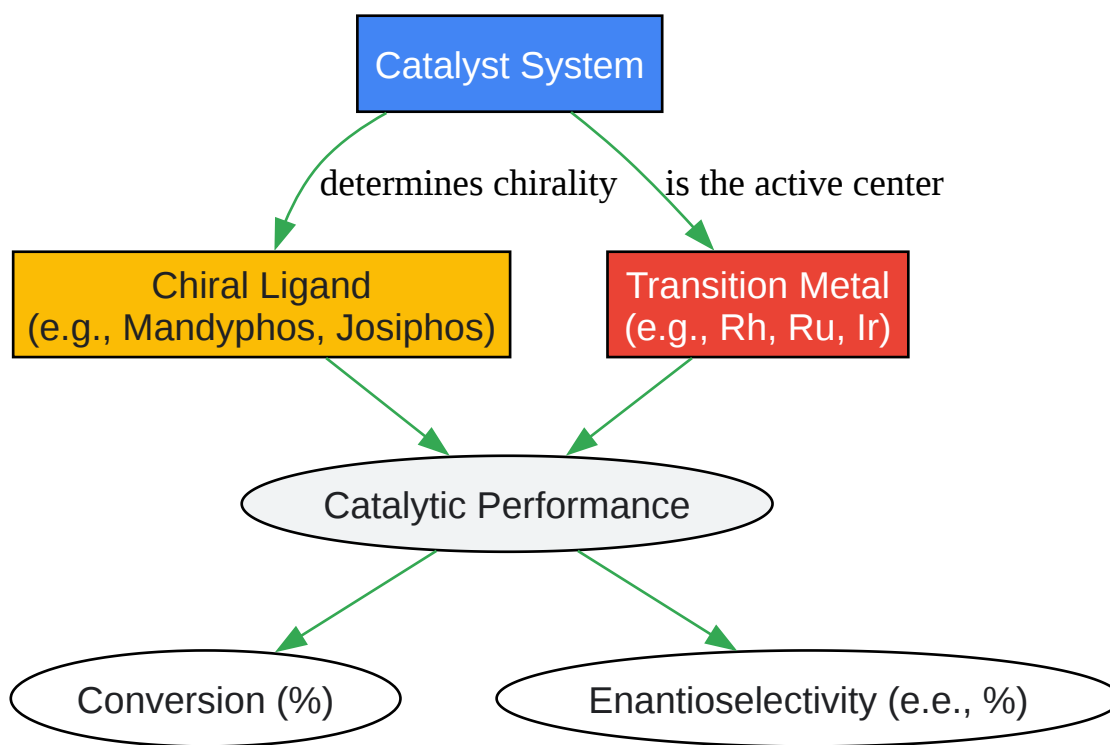 Catalyst System
determines chirality
is the active center
Chiral Ligand
(e.g., Mandyphos, Josiphos)
Transition Metal
(e.g., Rh, Ru, Ir)
Catalytic Performance
Conversion (%)
Enantioselectivity (e.e., %)